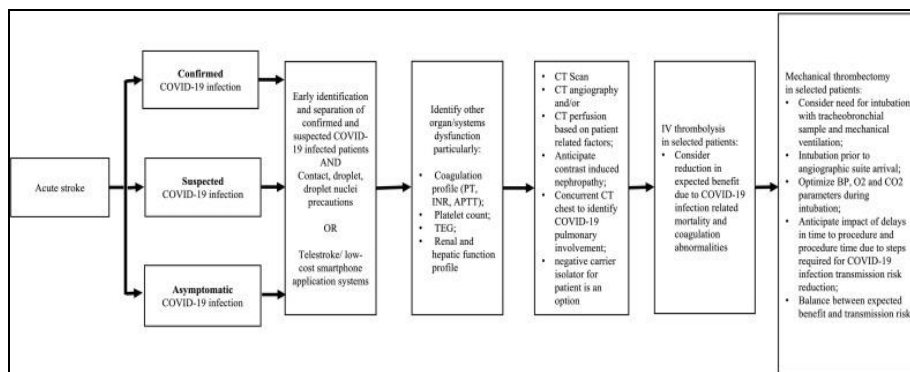 Acute stroke
Confirmed
COVID-19 infection
Suspected
COVID-19 infection
Asymptomatic
COVID-19 infection
Early identification
and separation of
confirmed and
suspected COVID-
19 infected patients
AND
Contact, droplet,
droplet nuclei
precautions
OR
Telestroke/ low-
cost smartphone
application systems
Identify other
organ/systems
dysfunction
particularly:
• Coagulation
profile (PT,
INR, APTT);
• Platelet count;
• TEG;
• Renal and
hepatic function
profile
• CT Scan
• CT angiography
and/or
• CT perfusion
based on patient
related factors;
• Anticipate
contrast induced
nephropathy;
• Concurrent CT
chest to identify
COVID-19
pulmonary
involvement;
• negative carrier
isolator for
patient is an
option
IV thrombolysis
in selected patients:
• Consider
reduction in
expected benefit
due to COVID-19
infection related
mortality and
coagulation
abnormalities
Mechanical thrombectomy
in selected patients:
• Consider need for intubation
with tracheobronchial
sample and mechanical
ventilation;
• Intubation prior to
angiographic suite arrival;
• Optimize BP, O2 and CO2
parameters during
intubation;
• Anticipate impact of delays
in time to procedure and
procedure time due to steps
required for COVID-19
infection transmission risk
reduction;
• Balance between expected
benefit and transmission risk